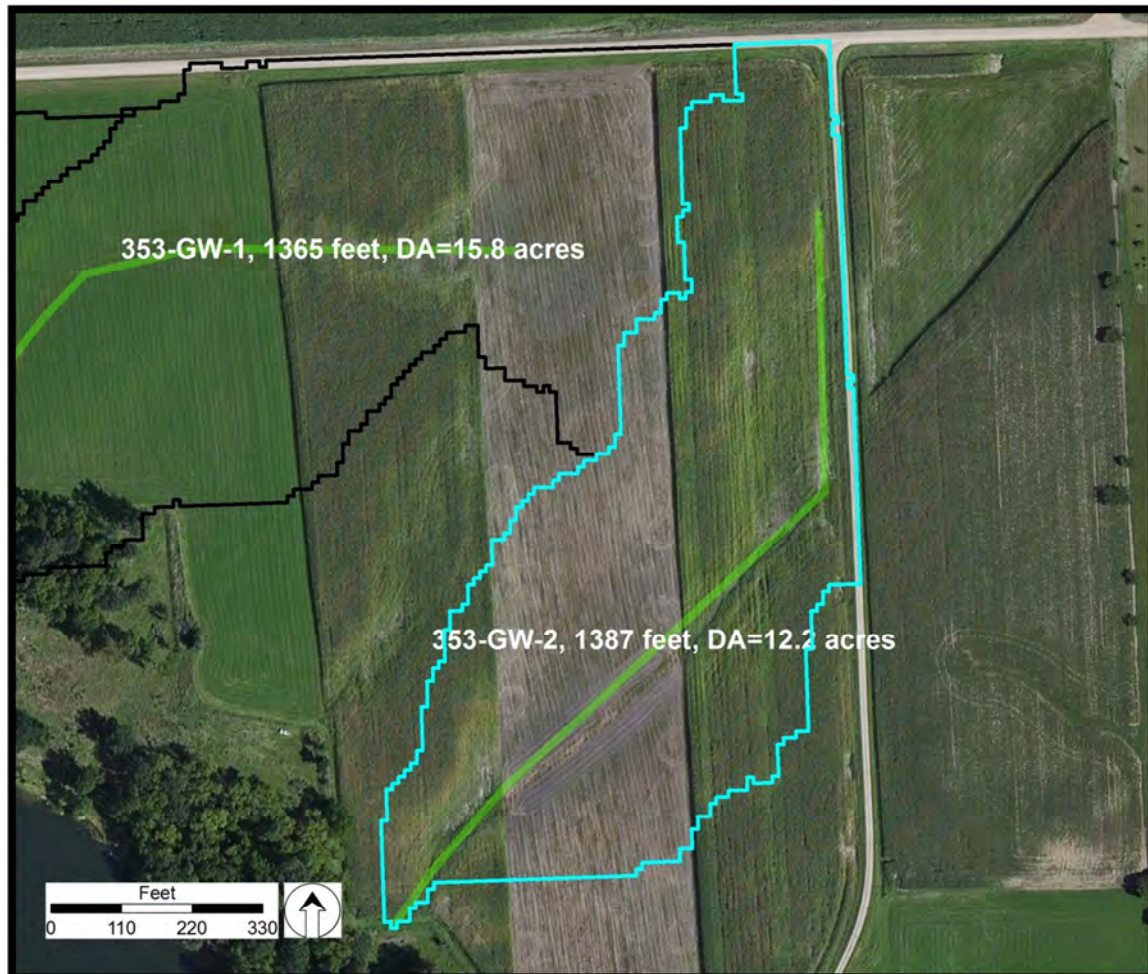 353-GW-1, 1365 feet, DA=15.8 acres
353-GW-2, 1387 feet, DA=12.2 acres
Feet
0 110 220 330